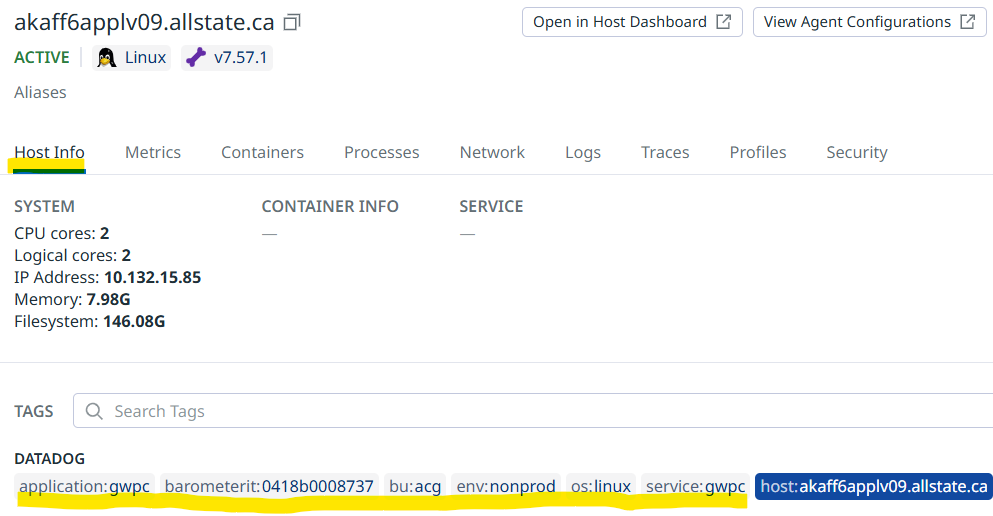 akaff6applv09.allstate.ca
Open in Host Dashboard
View Agent Configurations
ACTIVE
Linux
v7.57.1
Aliases
Host Info
Metrics
Containers
Processes
Network
Logs
Traces
Profiles
Security
SYSTEM
CPU cores: 2
Logical cores: 2
IP Address: 10.132.15.85
Memory: 7.98G
Filesystem: 146.08G
CONTAINER INFO
—
SERVICE
—
TAGS
Search Tags
DATADOG
application:gwpc barometerit:0418b0008737 bu:acg env:nonprod os:linux service:gwpc host:akaff6applv09.allstate.ca